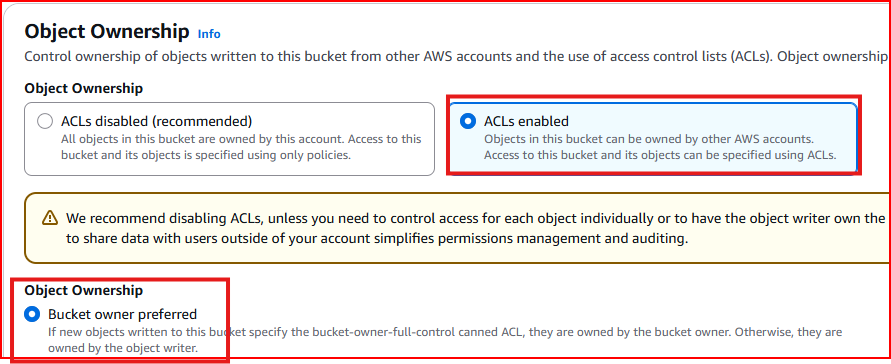 Object Ownership Info
Control ownership of objects written to this bucket from other AWS accounts and the use of access control lists (ACLs). Object ownership
Object Ownership
ACLs disabled (recommended)
All objects in this bucket are owned by this account. Access to this
bucket and its objects is specified using only policies.
ACLs enabled
Objects in this bucket can be owned by other AWS accounts.
Access to this bucket and its objects can be specified using ACLs.
We recommend disabling ACLs, unless you need to control access for each object individually or to have the object writer own the
to share data with users outside of your account simplifies permissions management and auditing.
Object Ownership
Bucket owner preferred
If new objects written to this bucket specify the bucket-owner-full-control canned ACL, they are owned by the bucket owner. Otherwise, they are
owned by the object writer.